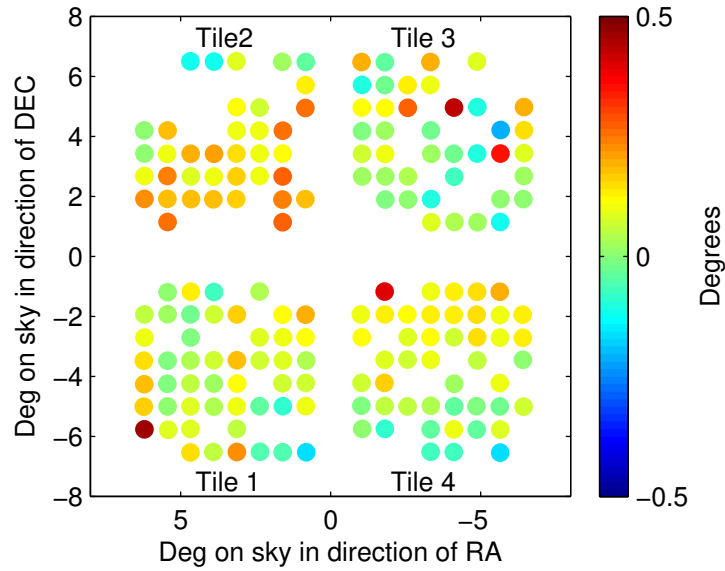 Tile2 Tile 3
Tile 1 Tile 4
8
6
4
2
0
−2
−4
−6
−8
5 0 −5
Deg on sky in direction of RA
Deg on sky in direction of DEC
0.5
0
−0.5
Degrees